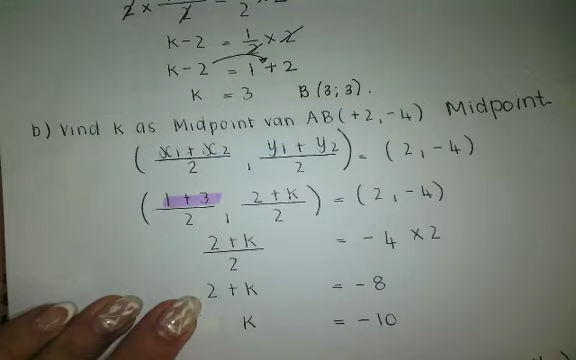 k-2 = 1/2 × 2
k-2 = 1 + 2
k = 3 B(3;3).
b) Vind k as Midpoint van AB(+2,-4) Midpoint
(x1+x2/2, y1+y2/2) = (2,-4)
(1+3/2, 2+k/2) = (2,-4)
2+k/2 = -4 ×2
2+k = -8
k = -10